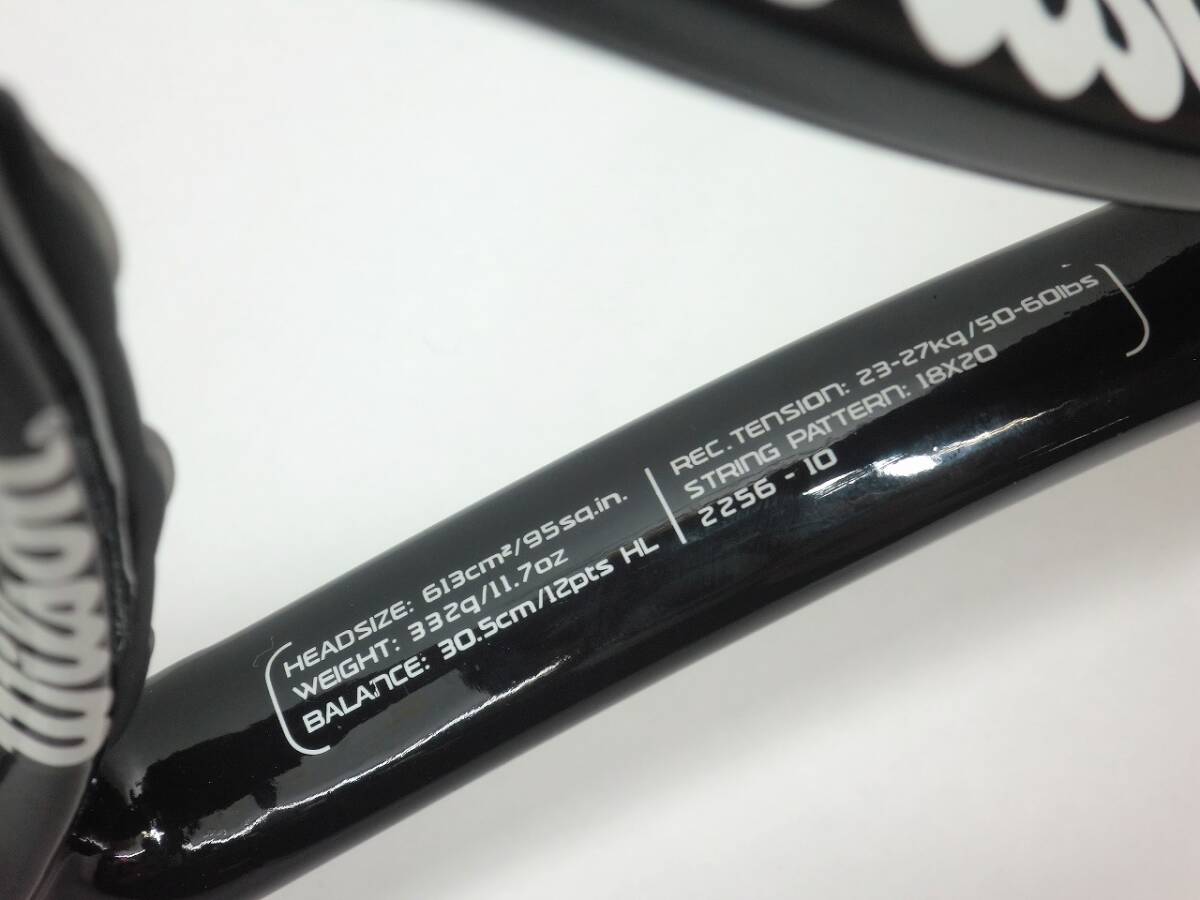 HEADSIZE: 613cm²/95sq.in.
WEIGHT: 332g/11.7oz
BALANCE: 30.5cm/12pts HL
REC.TENSION: 23-27kg/50-60lbs
STRING PATTERN: 18X20
2256 - 10
Wilson